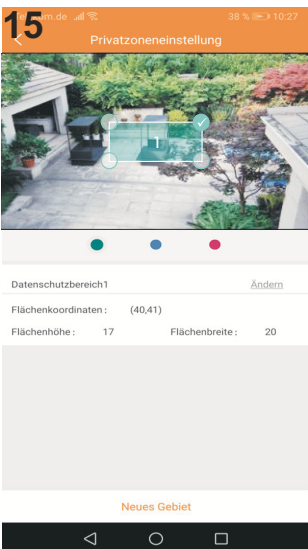 15
38 % 10:27
Privatzoneneinstellung
1
Datenschutzbereich1 Ändern
Flächenkoordinaten : (40,41)
Flächenhöhe : 17 Flächenbreite : 20
Neues Gebiet